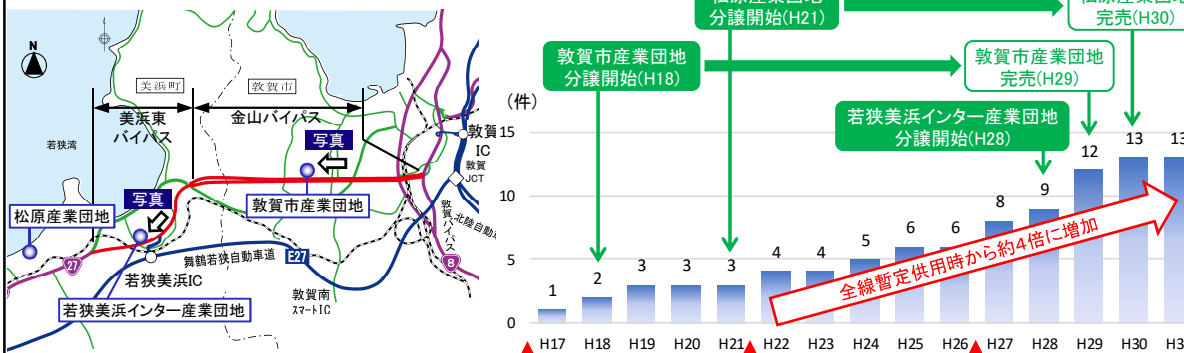 N
美浜町
敦賀市
美浜東
バイパス
金山バイパス
若狭湾
写真
写真
敦賀
IC
敦賀
JCT
松原産業団地
敦賀市産業団地
敦賀バイパス
北陸自動車
27
舞鶴若狭自動車道
E27
8
若狭美浜IC
敦賀南
スマートIC
若狭美浜インター産業団地
分譲開始(H21)
完売(H30)
敦賀市産業団地
分譲開始(H18)
敦賀市産業団地
完売(H29)
若狭美浜インター産業団地
分譲開始(H28)
(件)
15
10
5
0
1
2
3
3
3
4
4
5
6
6
8
9
12
13
13
全線暫定供用時から約4倍に増加
H17
H18
H19
H20
H21
H22
H23
H24
H25
H26
H27
H28
H29
H30